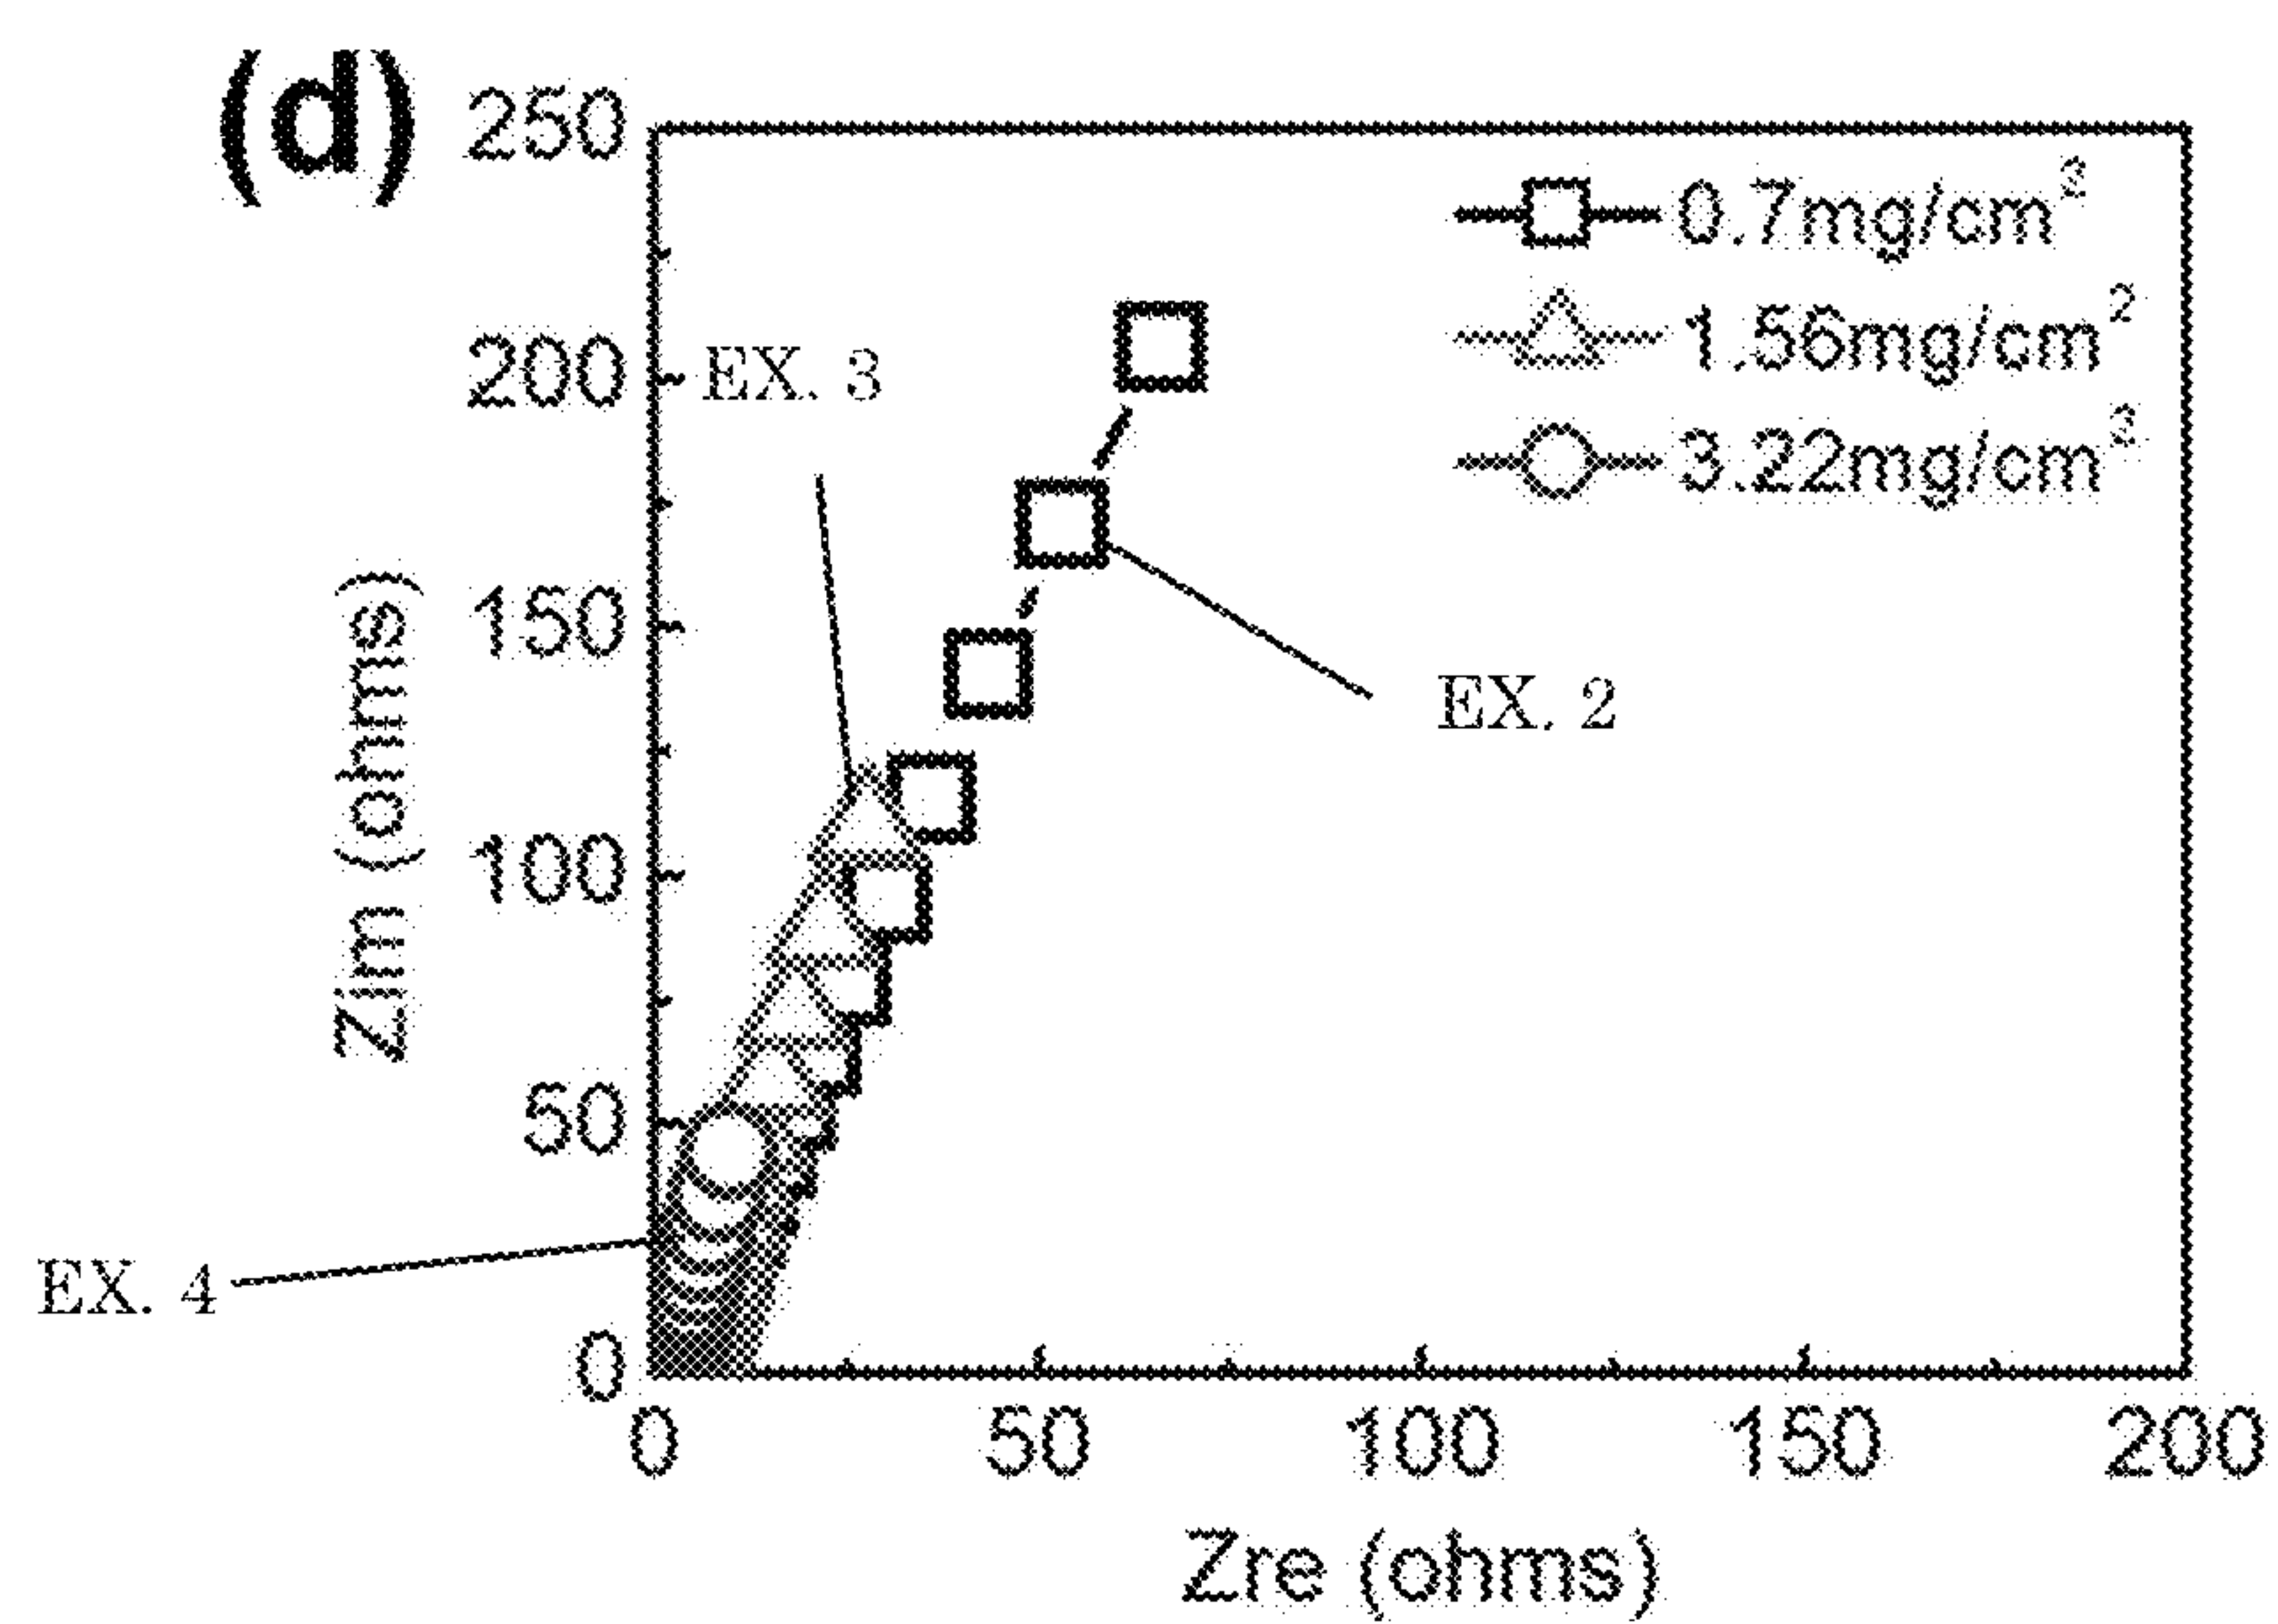 (d)
250
200
150
100
50
0
Zim (ohms)
0 50 100 150 200
Zre (ohms)
0.7mg/cm²
1.56mg/cm²
3.22mg/cm²
EX. 3
EX. 2
EX. 4